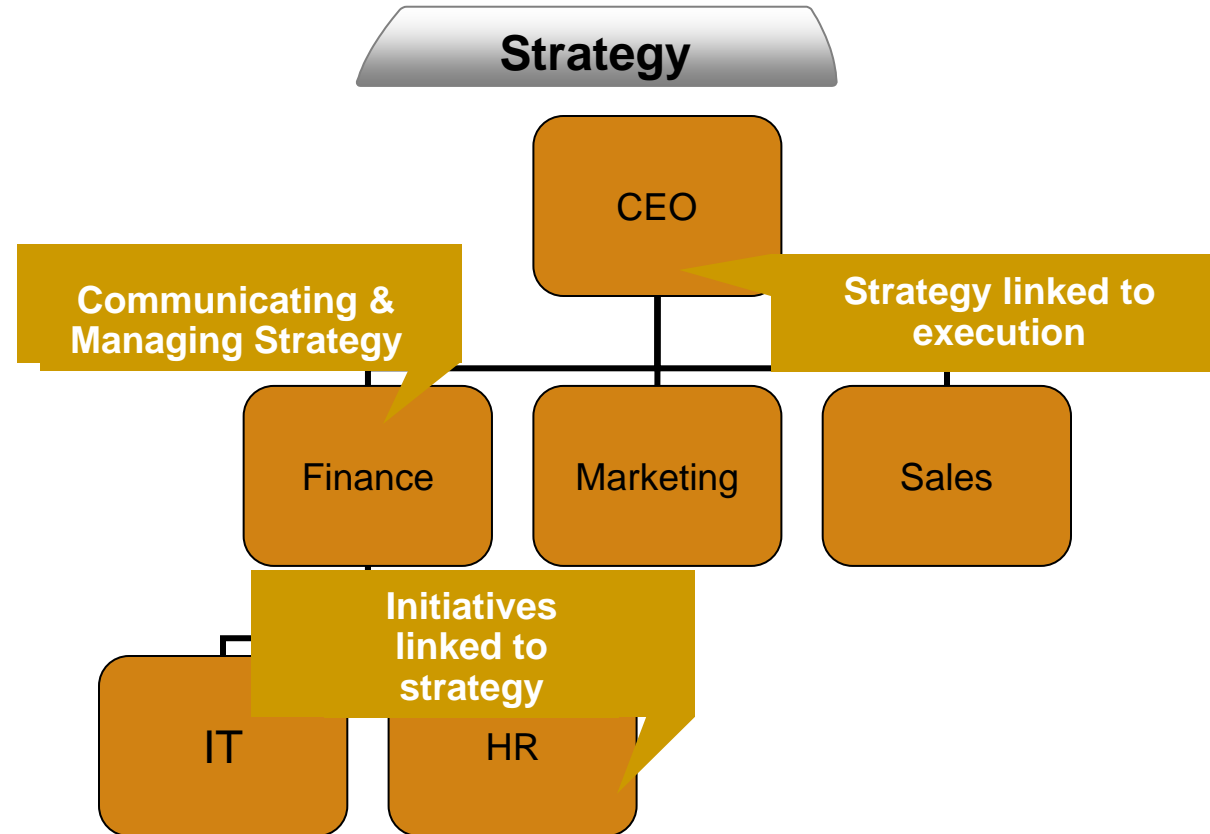 Strategy
CEO
Communicating &
Managing Strategy
Strategy linked to
execution
Finance
Marketing
Sales
Initiatives
linked to
strategy
IT
HR